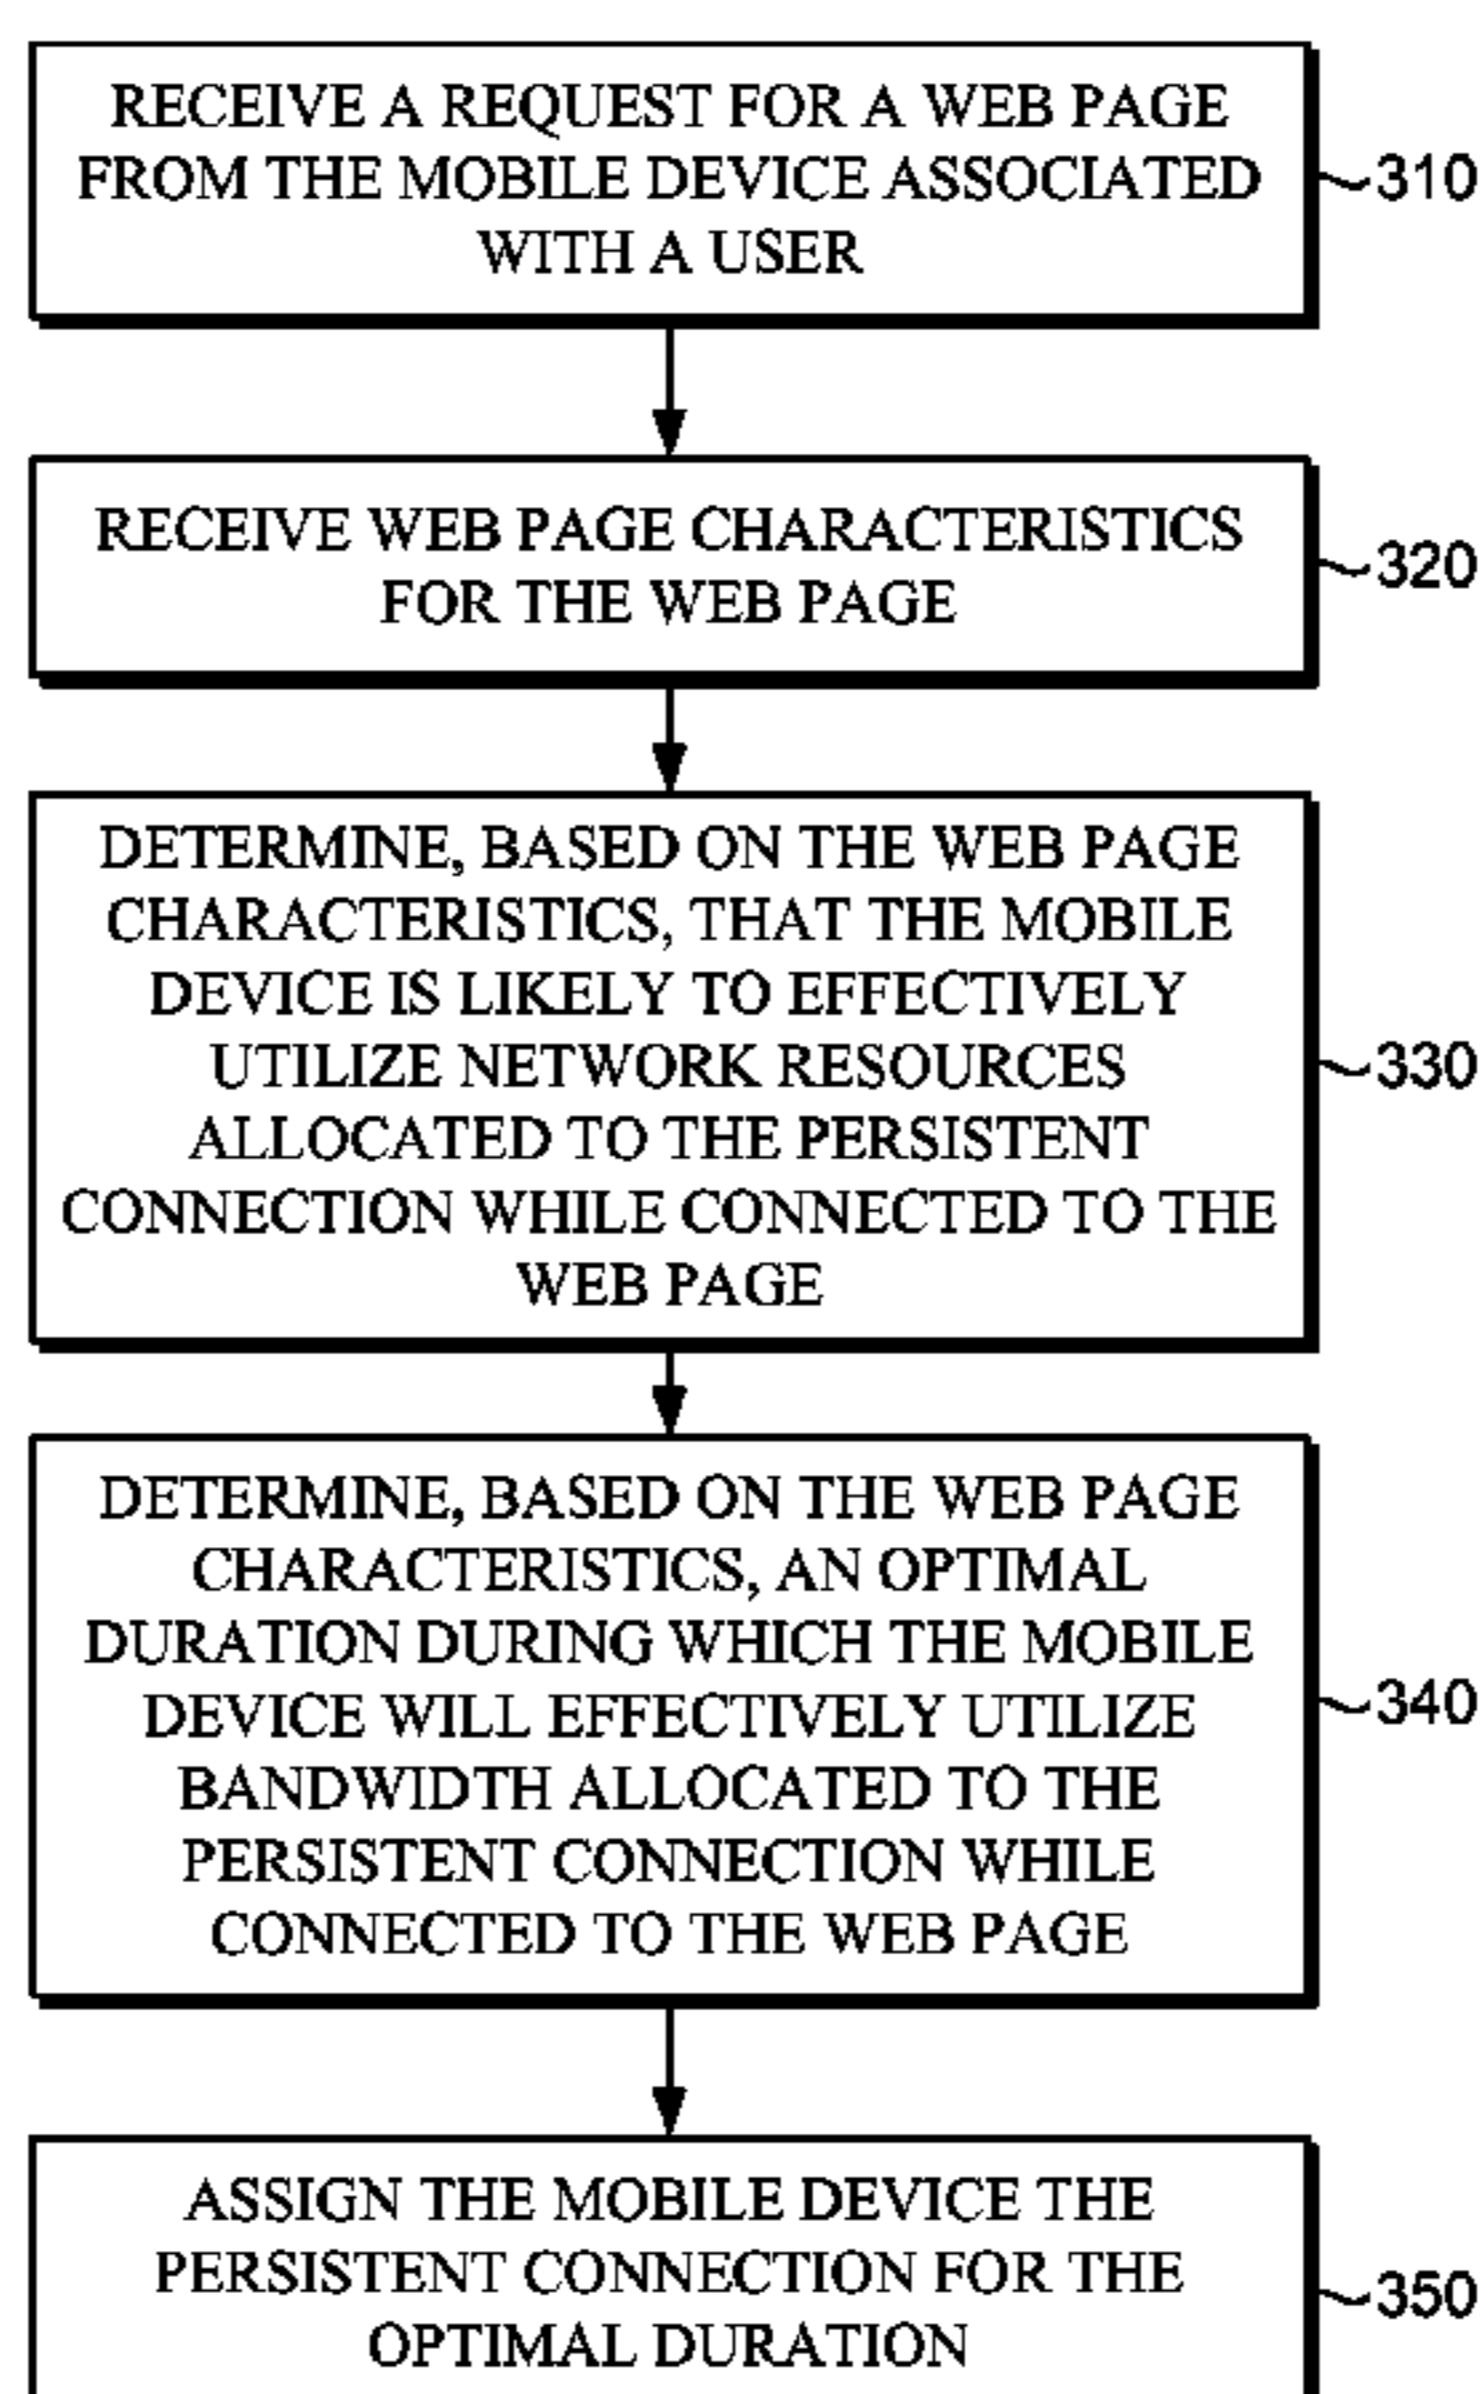 RECEIVE A REQUEST FOR A WEB PAGE
FROM THE MOBILE DEVICE ASSOCIATED
WITH A USER
310
RECEIVE WEB PAGE CHARACTERISTICS
FOR THE WEB PAGE
320
DETERMINE, BASED ON THE WEB PAGE
CHARACTERISTICS, THAT THE MOBILE
DEVICE IS LIKELY TO EFFECTIVELY
UTILIZE NETWORK RESOURCES
ALLOCATED TO THE PERSISTENT
CONNECTION WHILE CONNECTED TO THE
WEB PAGE
330
DETERMINE, BASED ON THE WEB PAGE
CHARACTERISTICS, AN OPTIMAL
DURATION DURING WHICH THE MOBILE
DEVICE WILL EFFECTIVELY UTILIZE
BANDWIDTH ALLOCATED TO THE
PERSISTENT CONNECTION WHILE
CONNECTED TO THE WEB PAGE
340
ASSIGN THE MOBILE DEVICE THE
PERSISTENT CONNECTION FOR THE
OPTIMAL DURATION
350